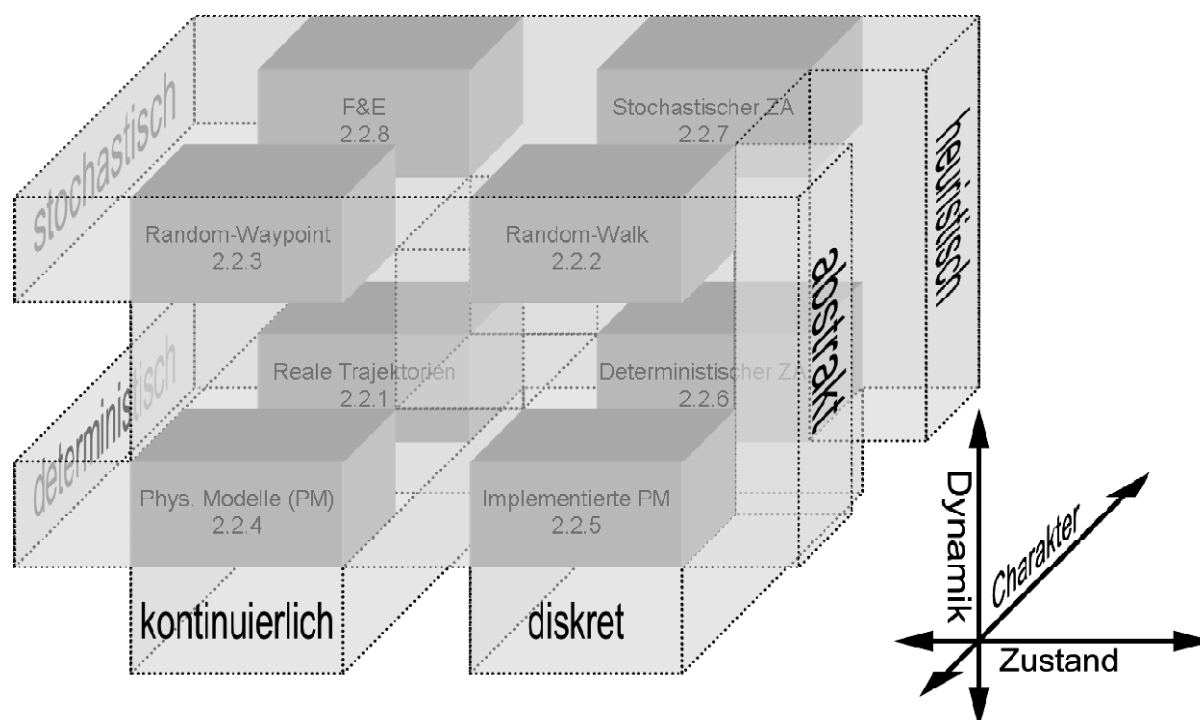 F&E
2.2.8
Stochastischer ZA
2.2.7
stochastisch
heuristisch
Random-Waypoint
2.2.3
Random-Walk
2.2.2
abstrakt
Reale Trajektorien
2.2.1
Deterministischer ZA
2.2.6
deterministisch
Phys. Modelle (PM)
2.2.4
Implementierte PM
2.2.5
kontinuierlich
diskret
Dynamik
Charakter
Zustand